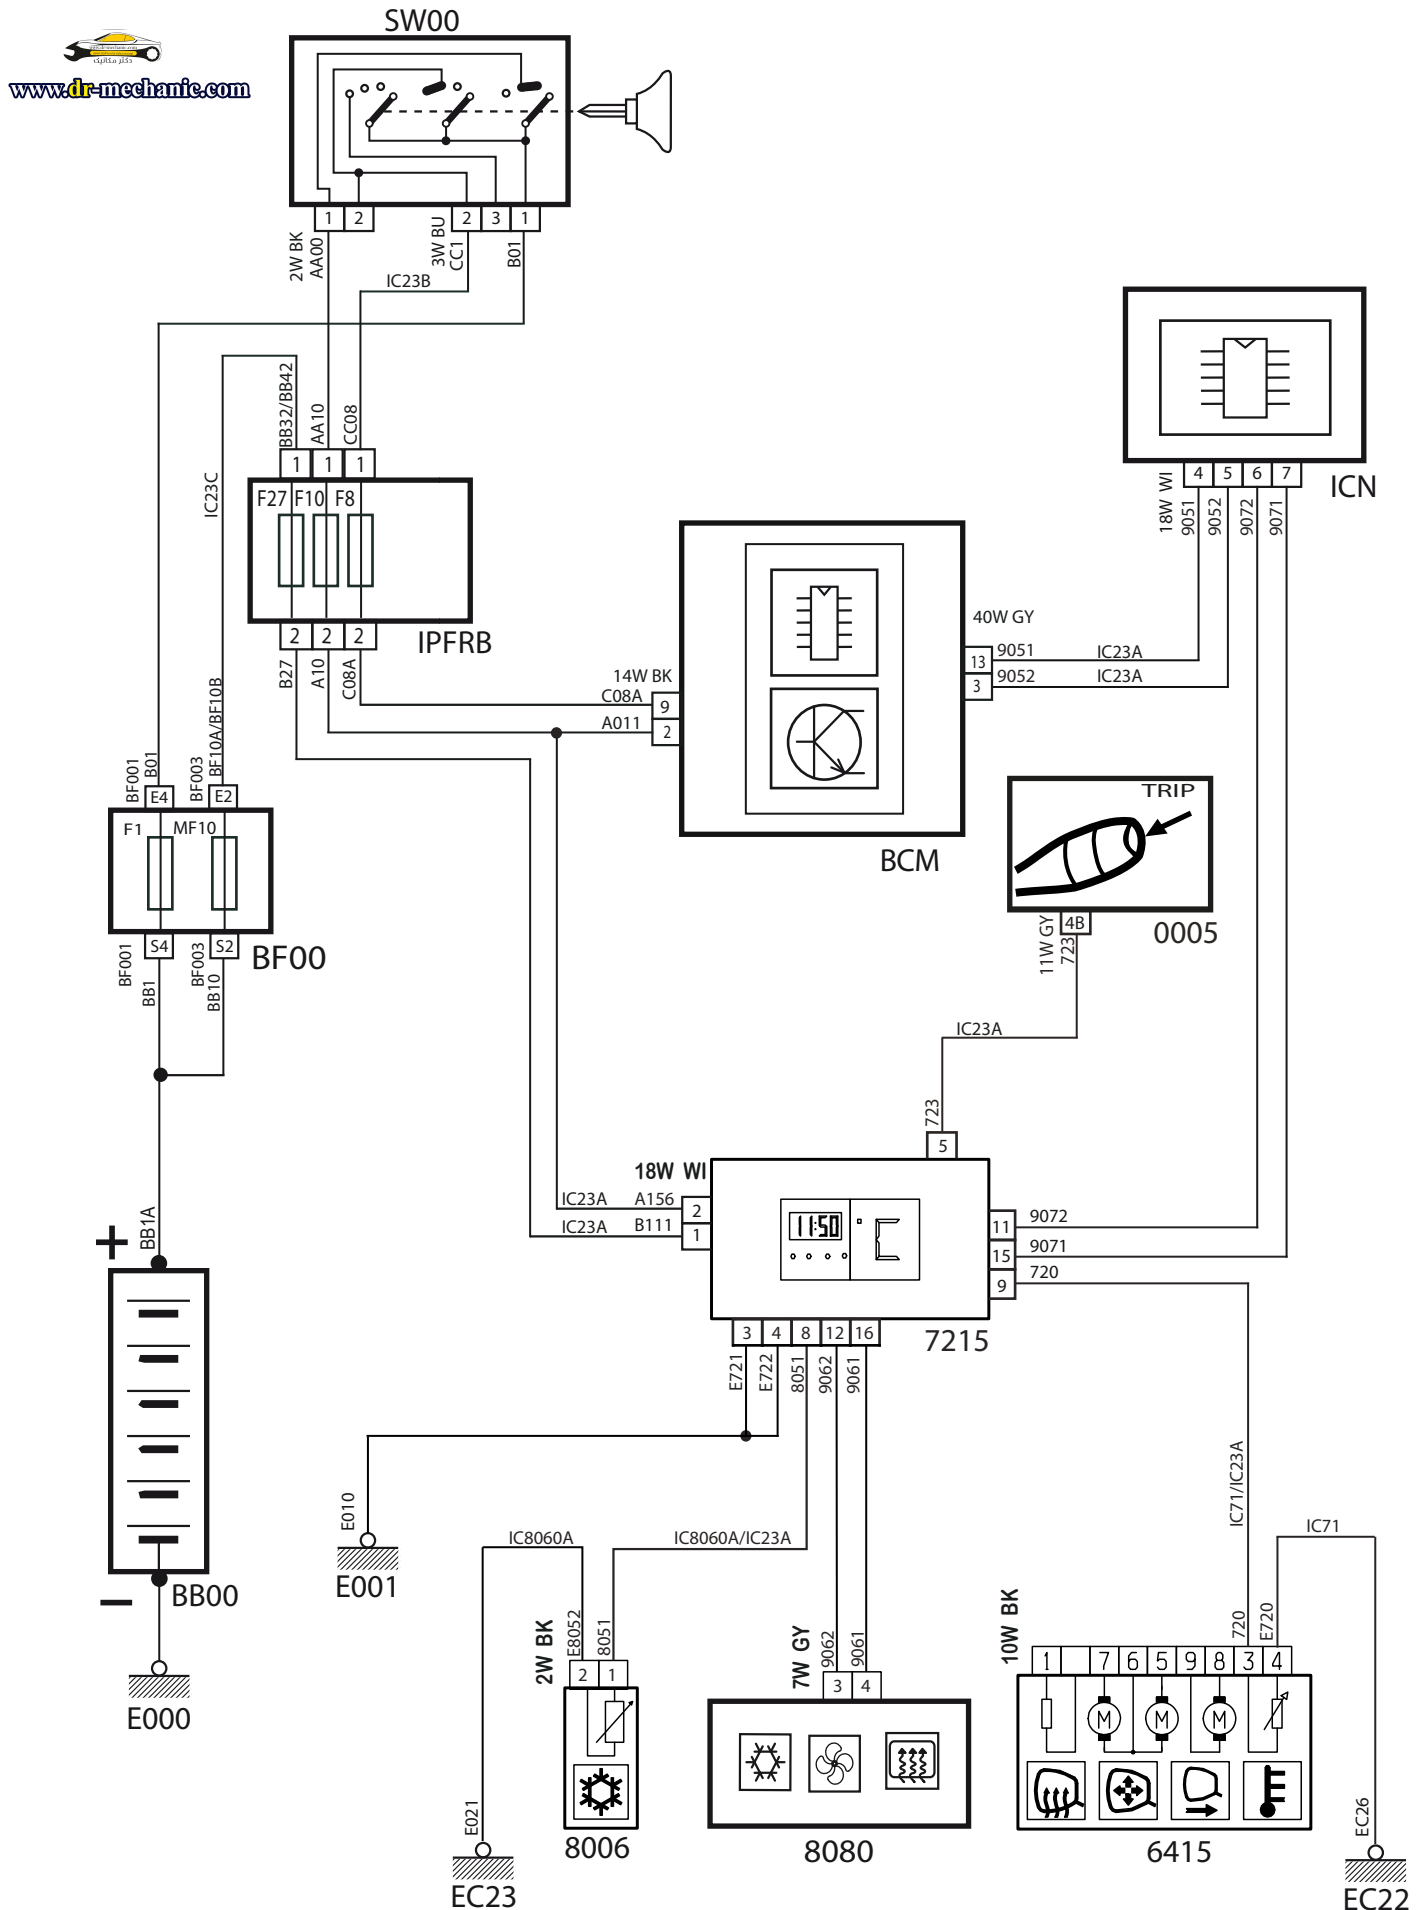 SW00
دکتر مکانیک
www.dr-mechanic.com
1 2 2 3 1
2W BK
AA00
3W BU
CC1
B01
IC23B
BB32/BB42
AA10
CC08
IC23C
1 1 1
F27 F10 F8
2 2 2
IPFRB
B27
A10
C08A
4 5 6 7
ICN
18W WI
9051
9052
9072
9071
14W BK
C08A 9
A011 2
BCM
40W GY
13 9051 IC23A
3 9052 IC23A
BF001
B01
BF003
BF10A/BF10B
E4 E2
F1 MF10
S4 S2
BF00
BF001
BB1
BF003
BB10
TRIP
4B
0005
11W GY
723
IC23A
723
5
18W WI
IC23A A156 2
IC23A B111 1
11:50
°C
11 9072
15 9071
9 720
3 4 8 12 16
7215
E721
E722
8051
9062
9061
+
BB1A
−
BB00
E000
E010
E001
IC8060A
IC8060A/IC23A
IC71/IC23A
IC71
2W BK
E8052
8051
2 1
8006
E021
EC23
7W GY
9062
9061
3 4
8080
10W BK
720
E720
1 7 6 5 9 8 3 4
M M M
6415
EC26
EC22